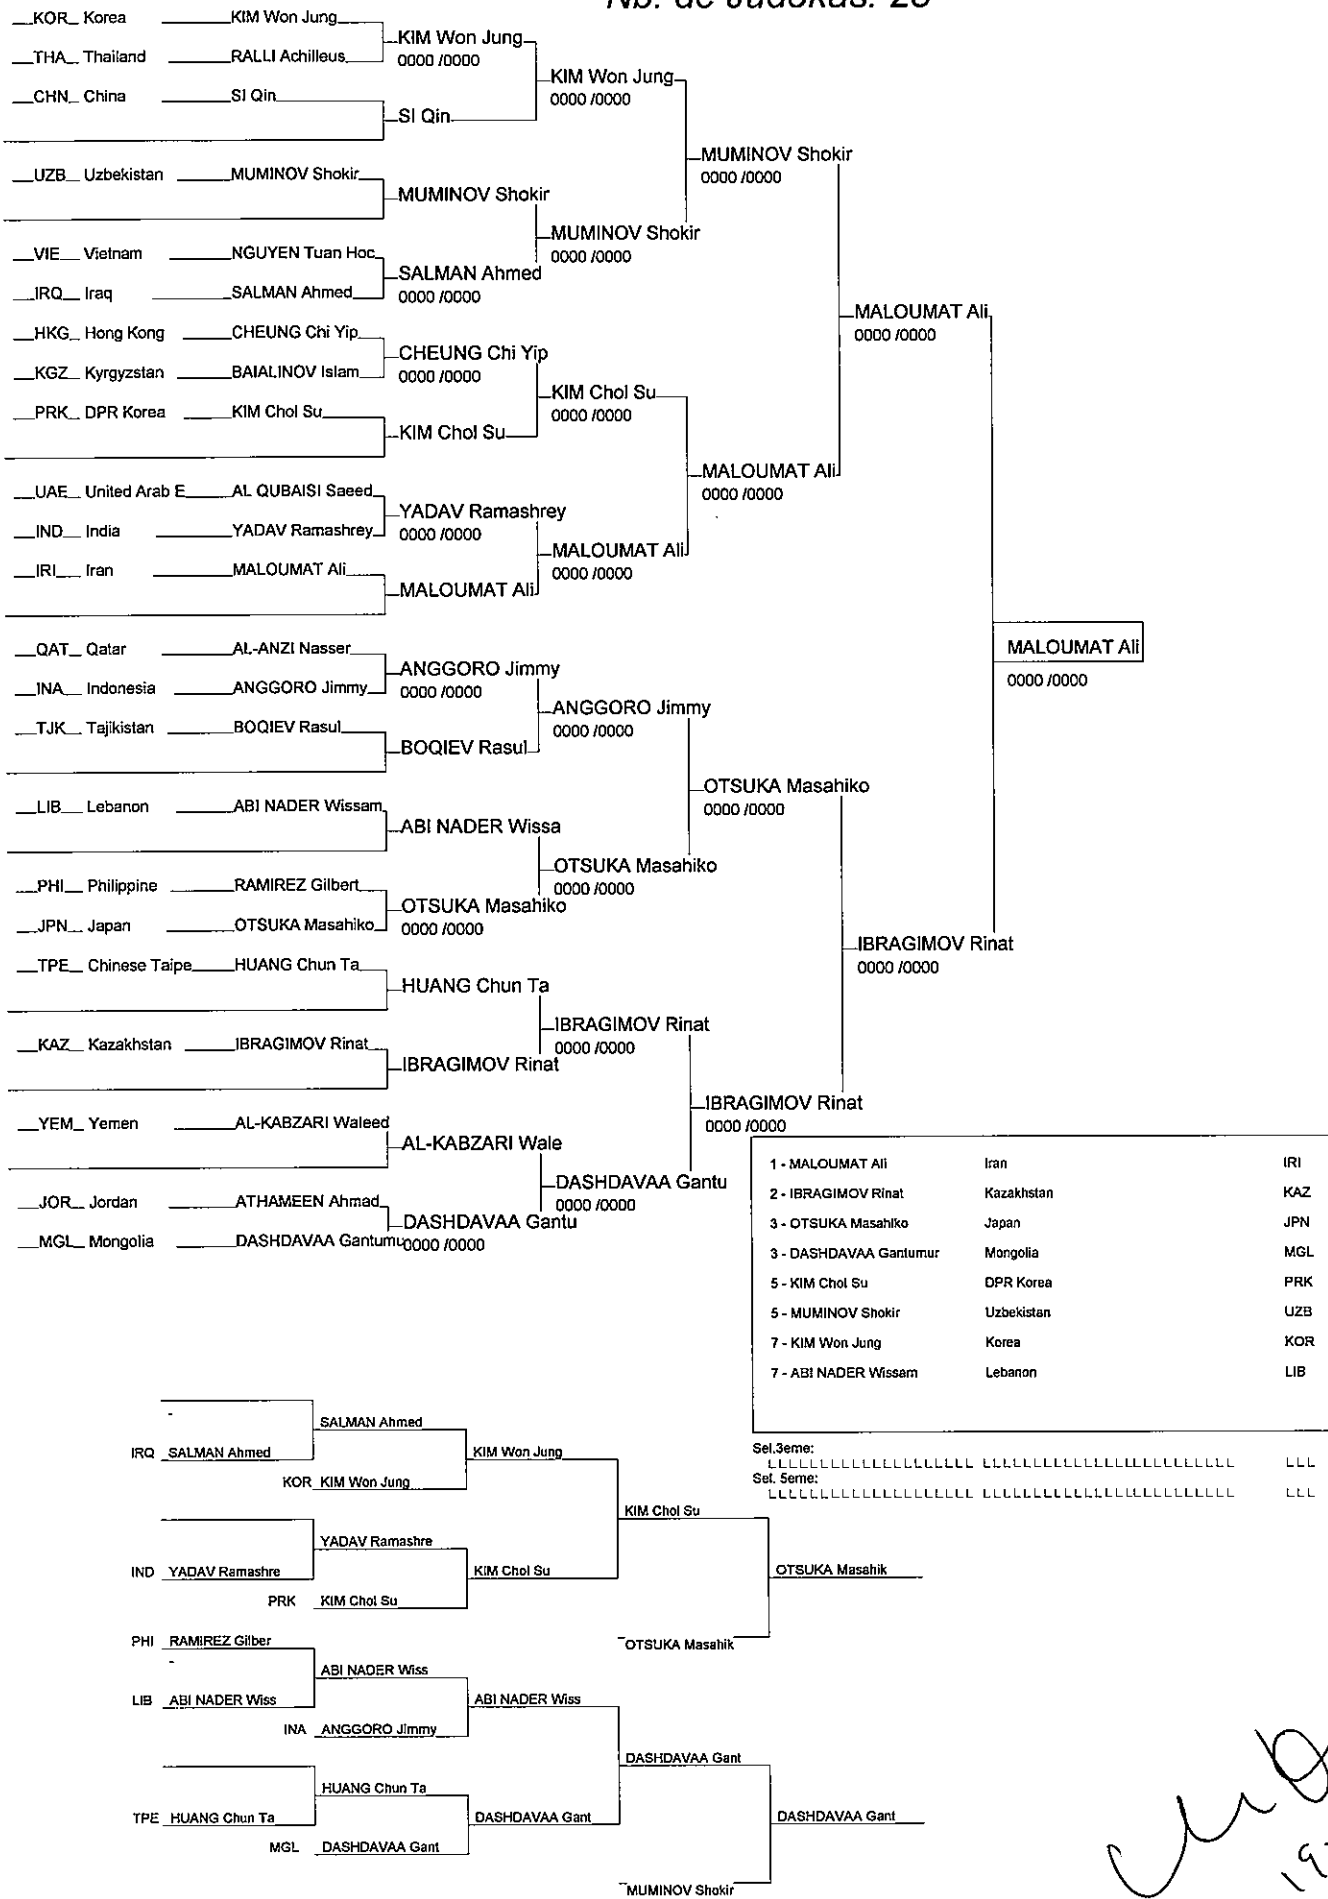 Nb. de Judokas: 23
KOR Korea KIM Won Jung
THA Thailand RALLI Achilleus
CHN China SI Qin
UZB Uzbekistan MUMINOV Shokir
VIE Vietnam NGUYEN Tuan Hoc
IRQ Iraq SALMAN Ahmed
HKG Hong Kong CHEUNG Chi Yip
KGZ Kyrgyzstan BAIALINOV Islam
PRK DPR Korea KIM Chol Su
UAE United Arab E AL QUBAISI Saeed
IND India YADAV Ramashrey
IRI Iran MALOUMAT Ali
QAT Qatar AL-ANZI Nasser
INA Indonesia ANGGORO Jimmy
TJK Tajikistan BOQIEV Rasul
LIB Lebanon ABI NADER Wissam
PHI Philippine RAMIREZ Gilbert
JPN Japan OTSUKA Masahiko
TPE Chinese Taipe HUANG Chun Ta
KAZ Kazakhstan IBRAGIMOV Rinat
YEM Yemen AL-KABZARI Waleed
JOR Jordan ATHAMEEN Ahmad
MGL Mongolia DASHDAVAA Gantumu
KIM Won Jung
0000 /0000
SI Qin
MUMINOV Shokir
SALMAN Ahmed
0000 /0000
CHEUNG Chi Yip
0000 /0000
KIM Chol Su
YADAV Ramashrey
0000 /0000
MALOUMAT Ali
ANGGORO Jimmy
0000 /0000
BOQIEV Rasul
ABI NADER Wissa
OTSUKA Masahiko
0000 /0000
HUANG Chun Ta
IBRAGIMOV Rinat
AL-KABZARI Wale
DASHDAVAA Gantu
0000 /0000
KIM Won Jung
0000 /0000
MUMINOV Shokir
0000 /0000
KIM Chol Su
0000 /0000
MALOUMAT Ali
0000 /0000
ANGGORO Jimmy
0000 /0000
OTSUKA Masahiko
0000 /0000
IBRAGIMOV Rinat
0000 /0000
DASHDAVAA Gantu
0000 /0000
MUMINOV Shokir
0000 /0000
MALOUMAT Ali
0000 /0000
OTSUKA Masahiko
0000 /0000
IBRAGIMOV Rinat
0000 /0000
MALOUMAT Ali
0000 /0000
IBRAGIMOV Rinat
0000 /0000
MALOUMAT Ali
0000 /0000
1 - MALOUMAT Ali Iran IRI
2 - IBRAGIMOV Rinat Kazakhstan KAZ
3 - OTSUKA Masahiko Japan JPN
3 - DASHDAVAA Gantumur Mongolia MGL
5 - KIM Chol Su DPR Korea PRK
5 - MUMINOV Shokir Uzbekistan UZB
7 - KIM Won Jung Korea KOR
7 - ABI NADER Wissam Lebanon LIB
Sel.3eme:
Sel. 5eme:
-
IRQ SALMAN Ahmed
SALMAN Ahmed
KOR KIM Won Jung
KIM Won Jung
IND YADAV Ramashre
YADAV Ramashre
PRK KIM Chol Su
KIM Chol Su
KIM Chol Su
OTSUKA Masahik
OTSUKA Masahik
PHI RAMIREZ Gilber
-
LIB ABI NADER Wiss
ABI NADER Wiss
INA ANGGORO Jimmy
ABI NADER Wiss
TPE HUANG Chun Ta
HUANG Chun Ta
MGL DASHDAVAA Gant
DASHDAVAA Gant
DASHDAVAA Gant
MUMINOV Shokir
DASHDAVAA Gant